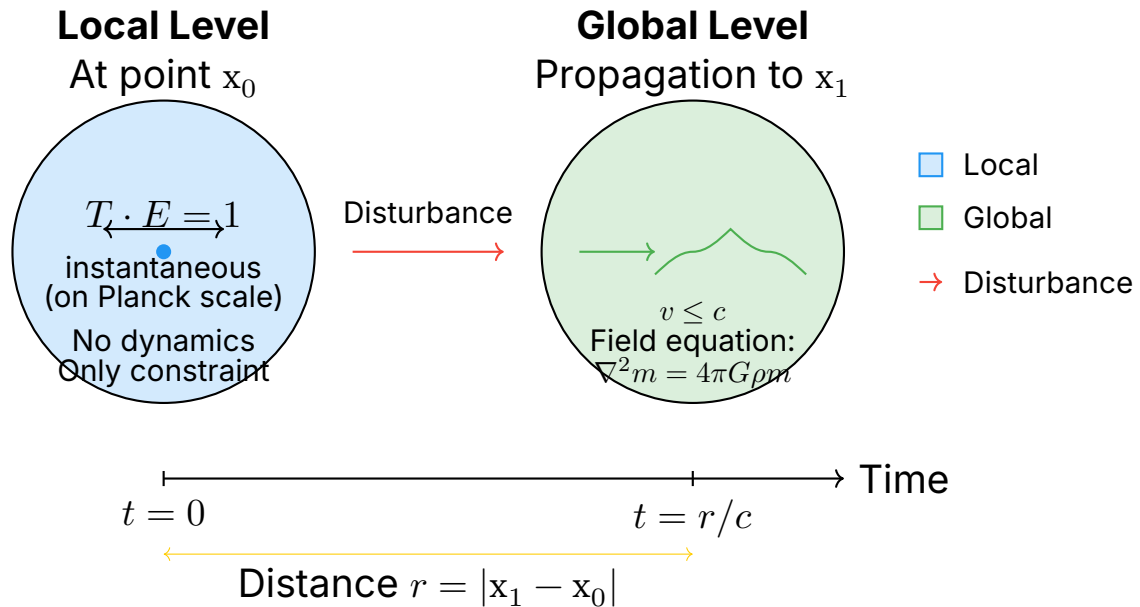 Local Level
At point x₀
T · E = 1
instantaneous
(on Planck scale)
No dynamics
Only constraint
Disturbance
Global Level
Propagation to x₁
v ≤ c
Field equation:
∇²m = 4πGρm
Local
Global
Disturbance
Time
t = 0
t = r/c
Distance r = |x₁ − x₀|